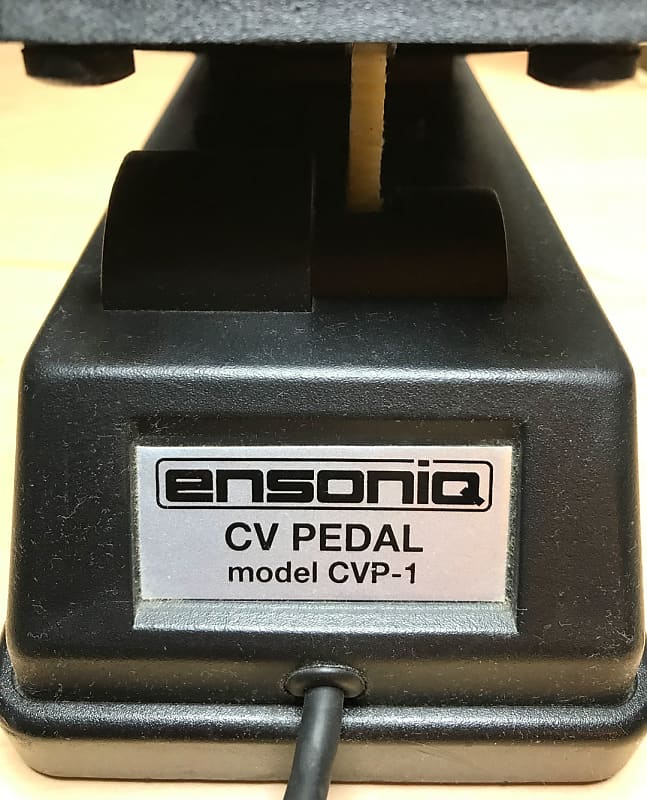 ensoniq
CV PEDAL
model CVP-1